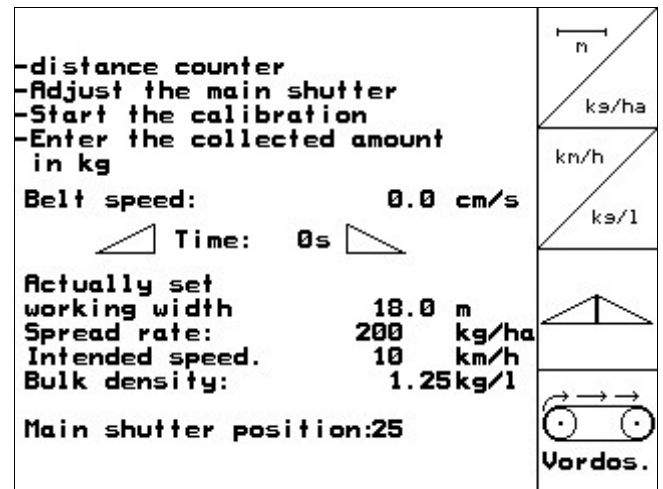 -distance counter
-Adjust the main shutter
-Start the calibration
-Enter the collected amount
in kg
Belt speed: 0.0 cm/s
Time: 0s
Actually set
working width 18.0 m
Spread rate: 200 kg/ha
Intended speed. 10 km/h
Bulk density: 1.25kg/l
Main shutter position:25
m
kg/ha
km/h
kg/l
Vordos.